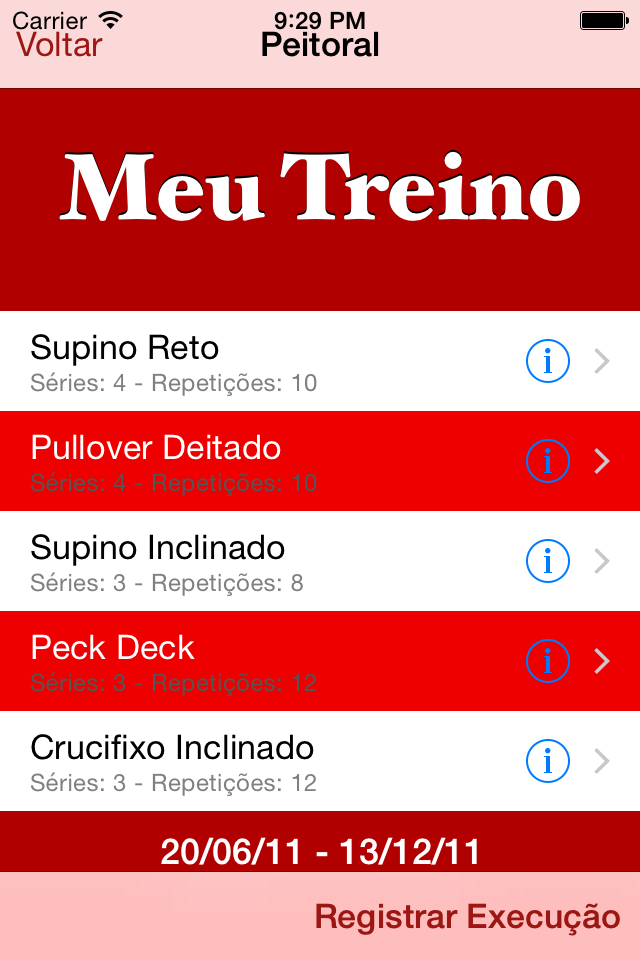 Carrier 9:29 PM
Voltar Peitoral
Meu Treino
Supino Reto
Séries: 4 - Repetições: 10
Pullover Deitado
Séries: 4 - Repetições: 10
Supino Inclinado
Séries: 3 - Repetições: 8
Peck Deck
Séries: 3 - Repetições: 12
Crucifixo Inclinado
Séries: 3 - Repetições: 12
20/06/11 - 13/12/11
Registrar Execução